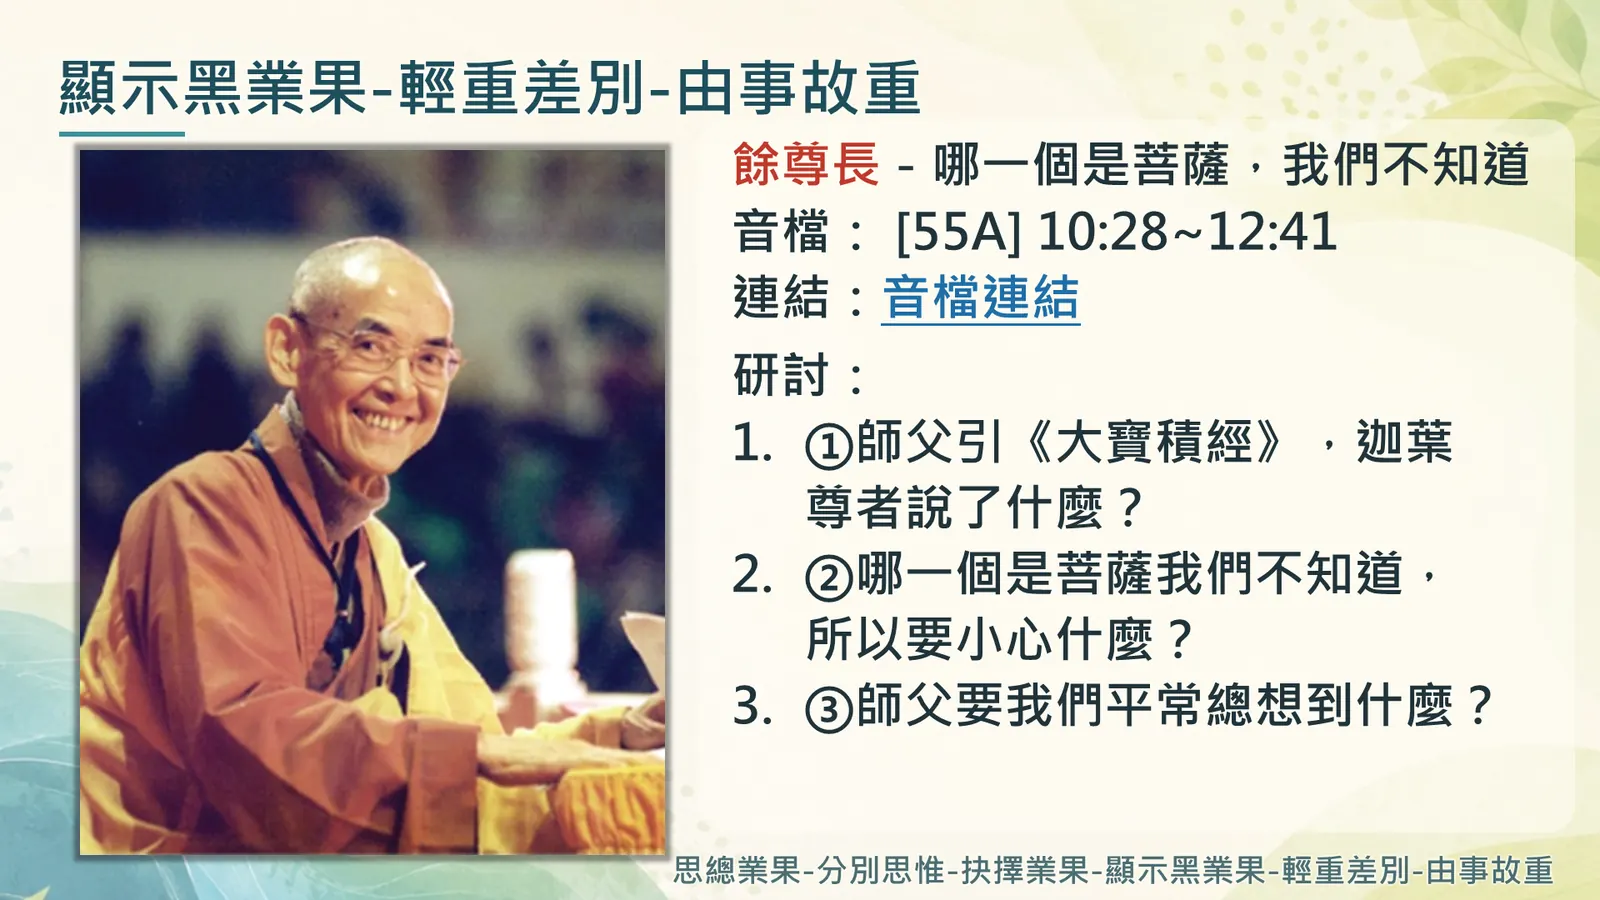 顯示黑業果-輕重差別-由事故重
餘尊長 - 哪一個是菩薩，我們不知道
音檔： [55A] 10:28~12:41
連結：音檔連結
研討：
1. ①師父引《大寶積經》，迦葉
尊者說了什麼？
2. ②哪一個是菩薩我們不知道，
所以要小心什麼？
3. ③師父要我們平常總想到什麼？
思總業果-分別思惟-抉擇業果-顯示黑業果-輕重差別-由事故重